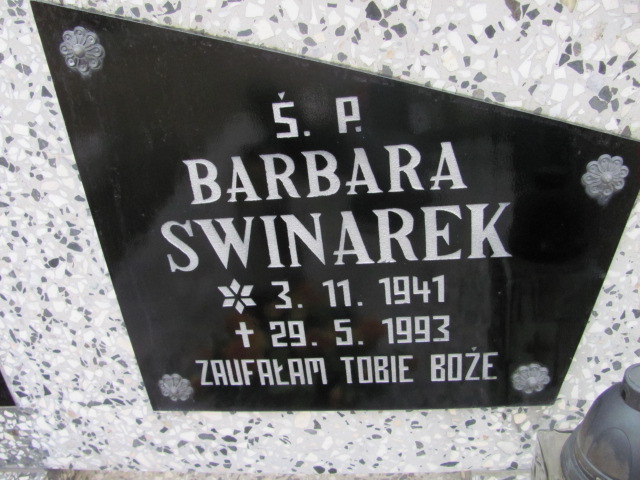 Ś. P.
BARBARA
SWINAREK
* 3. 11. 1941
✝ 29. 5. 1993
ZAUFAŁAM TOBIE BOŻE